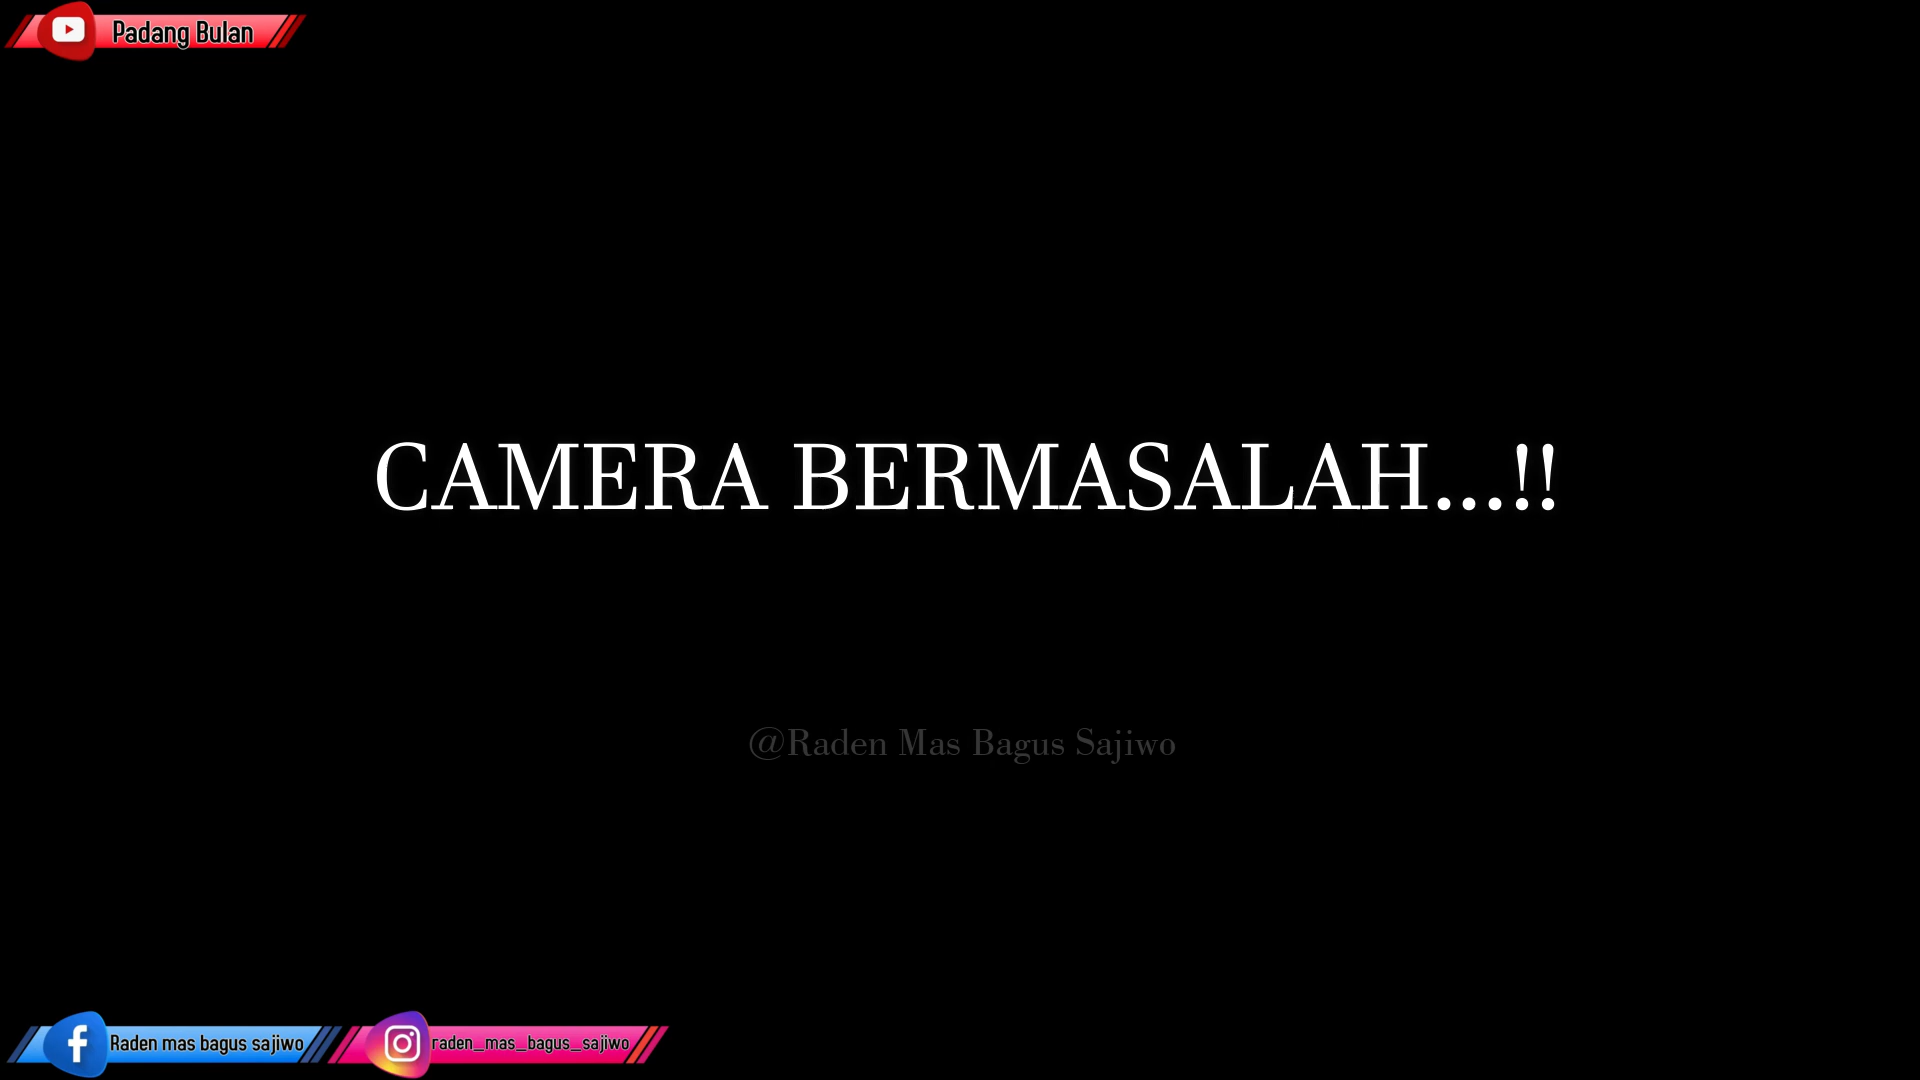 Padang Bulan
CAMERA BERMASALAH...!!
@Raden Mas Bagus Sajiwo
Raden mas bagus sajiwo
raden_mas_bagus_sajiwo